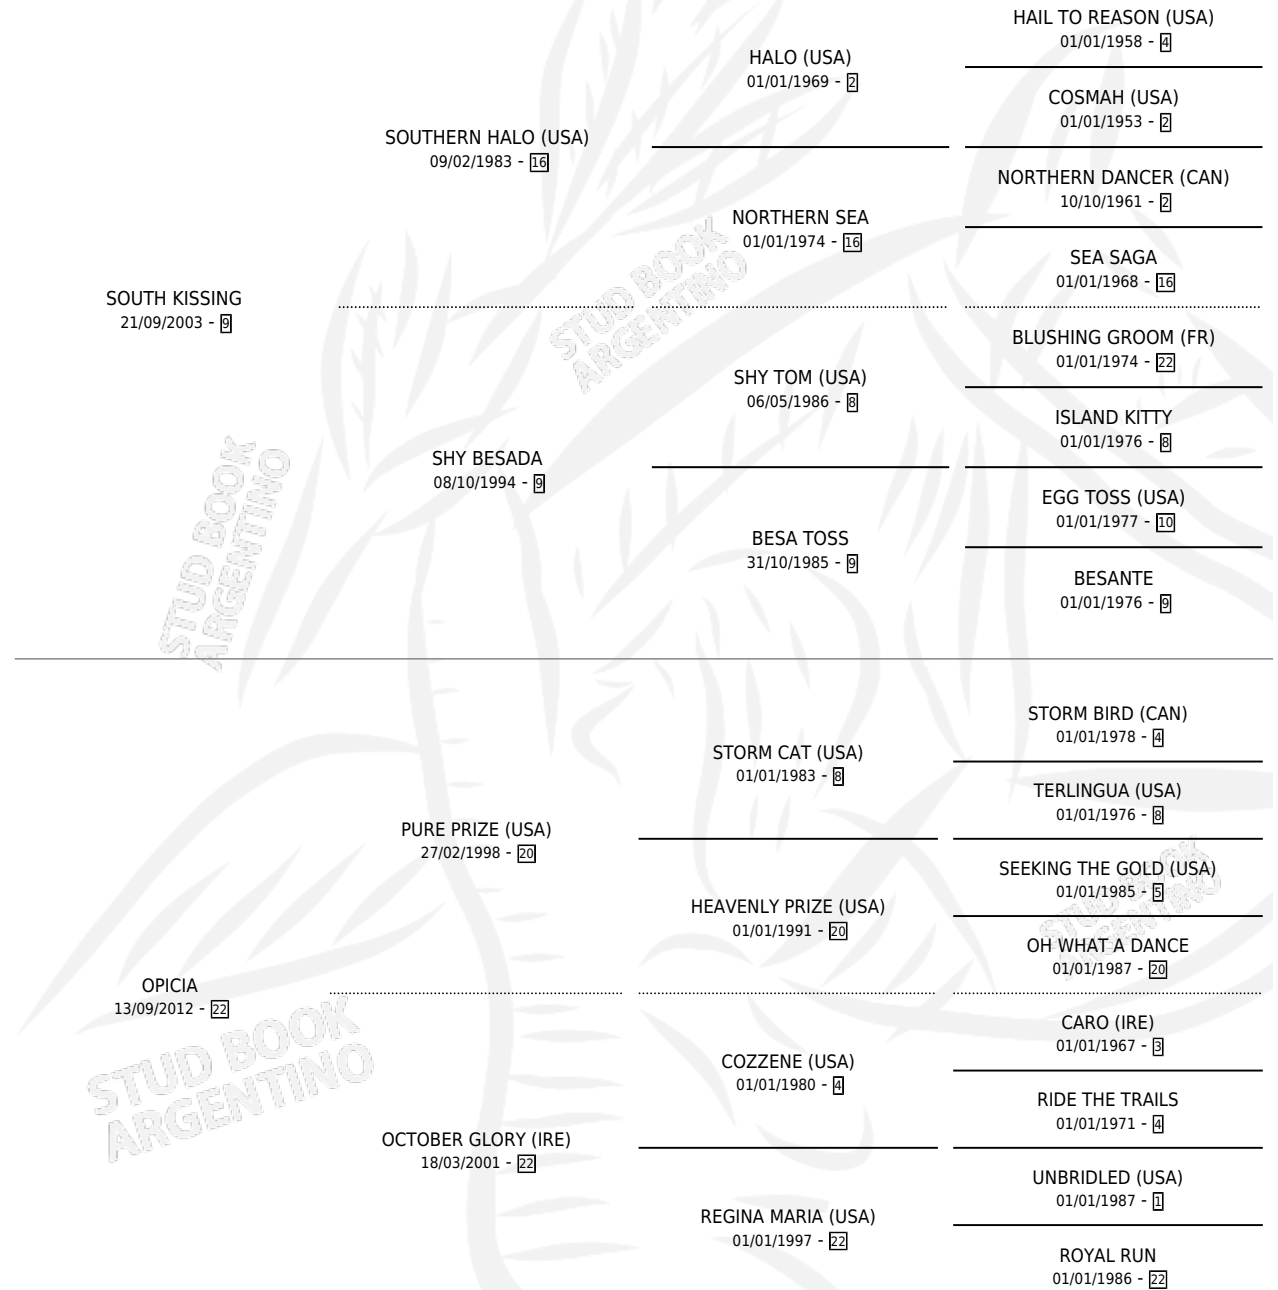 HAIL TO REASON (USA)
01/01/1958 - 4
HALO (USA)
01/01/1969 - 2
COSMAH (USA)
01/01/1953 - 2
SOUTHERN HALO (USA)
09/02/1983 - 16
NORTHERN DANCER (CAN)
10/10/1961 - 2
NORTHERN SEA
01/01/1974 - 16
SEA SAGA
01/01/1968 - 16
SOUTH KISSING
21/09/2003 - 9
BLUSHING GROOM (FR)
01/01/1974 - 22
SHY TOM (USA)
06/05/1986 - 8
ISLAND KITTY
01/01/1976 - 8
SHY BESADA
08/10/1994 - 9
EGG TOSS (USA)
01/01/1977 - 10
BESA TOSS
31/10/1985 - 9
BESANTE
01/01/1976 - 9
STORM BIRD (CAN)
01/01/1978 - 4
STORM CAT (USA)
01/01/1983 - 8
TERLINGUA (USA)
01/01/1976 - 8
PURE PRIZE (USA)
27/02/1998 - 20
SEEKING THE GOLD (USA)
01/01/1985 - 5
HEAVENLY PRIZE (USA)
01/01/1991 - 20
OH WHAT A DANCE
01/01/1987 - 20
OPICIA
13/09/2012 - 22
CARO (IRE)
01/01/1967 - 3
COZZENE (USA)
01/01/1980 - 4
RIDE THE TRAILS
01/01/1971 - 4
OCTOBER GLORY (IRE)
18/03/2001 - 22
UNBRIDLED (USA)
01/01/1987 - 1
REGINA MARIA (USA)
01/01/1997 - 22
ROYAL RUN
01/01/1986 - 22
STUD BOOK
ARGENTINO
STUD BOOK
ARGENTINO
STUD BOOK
ARGENTINO
STUD BOOK
ARGENTINO